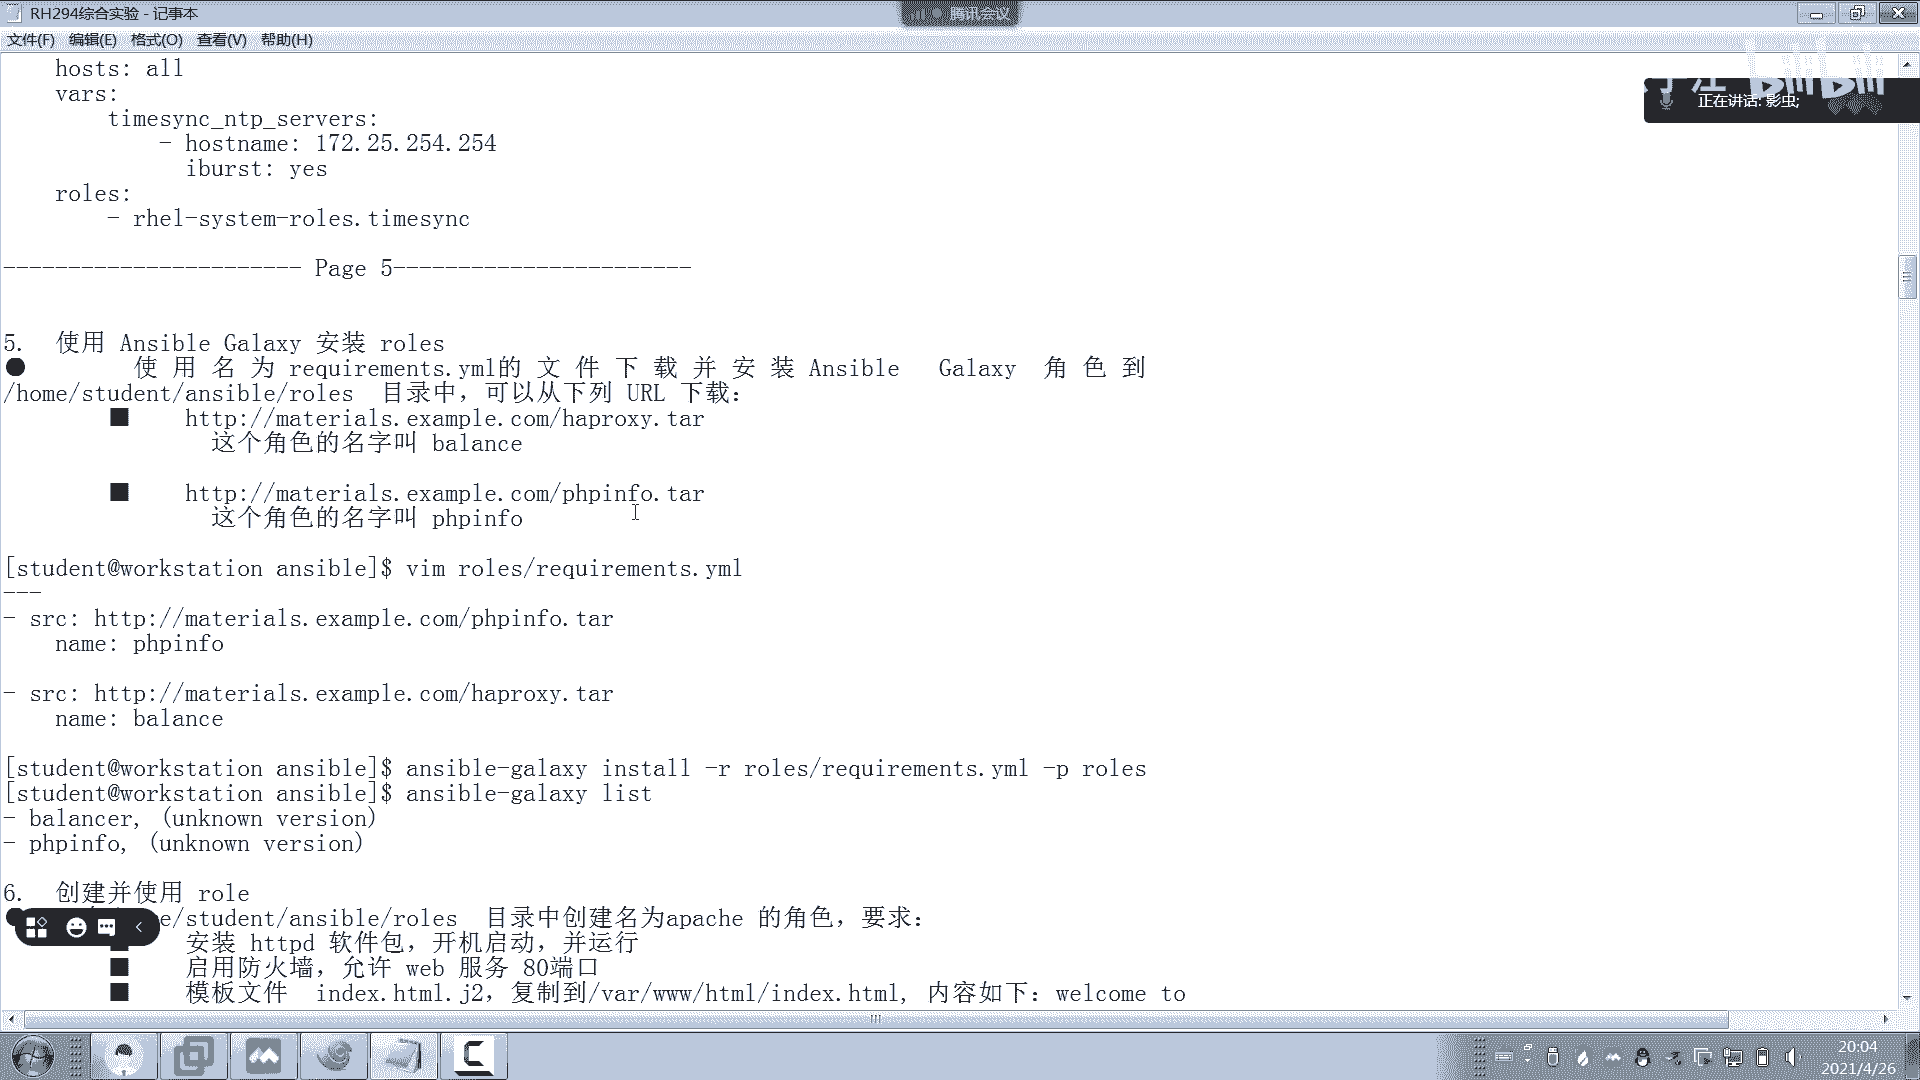 RH294综合实验 - 记事本
腾讯会议
文件(F) 编辑(E) 格式(O) 查看(V) 帮助(H)
bilibili
正在讲话: 影虫;
hosts: all
vars:
timesync_ntp_servers:
- hostname: 172.25.254.254
iburst: yes
roles:
- rhel-system-roles.timesync
----------------------- Page 5-----------------------
5. 使用 Ansible Galaxy 安装 roles
● 使 用 名 为 requirements.yml的 文 件 下 载 并 安 装 Ansible Galaxy 角 色 到
/home/student/ansible/roles 目录中，可以从下列 URL 下载：
■ http://materials.example.com/haproxy.tar
这个角色的名字叫 balance
■ http://materials.example.com/phpinfo.tar
这个角色的名字叫 phpinfo
[student@workstation ansible]$ vim roles/requirements.yml
---
- src: http://materials.example.com/phpinfo.tar
name: phpinfo
- src: http://materials.example.com/haproxy.tar
name: balance
[student@workstation ansible]$ ansible-galaxy install -r roles/requirements.yml -p roles
[student@workstation ansible]$ ansible-galaxy list
- balancer, (unknown version)
- phpinfo, (unknown version)
6. 创建并使用 role
e/student/ansible/roles 目录中创建名为apache 的角色，要求：
■ 安装 httpd 软件包，开机启动，并运行
■ 启用防火墙，允许 web 服务 80端口
■ 模板文件 index.html.j2，复制到/var/www/html/index.html, 内容如下：welcome to
20:04
2021/4/26